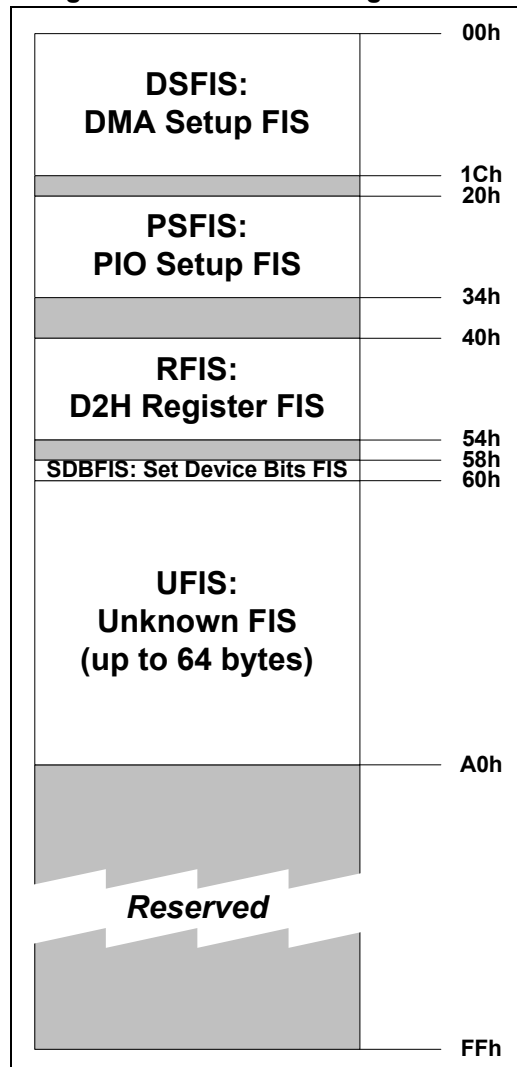 00h
DSFIS:
DMA Setup FIS
1Ch
20h
PSFIS:
PIO Setup FIS
34h
40h
RFIS:
D2H Register FIS
54h
58h
SDBFIS: Set Device Bits FIS
60h
UFIS:
Unknown FIS
(up to 64 bytes)
A0h
Reserved
FFh